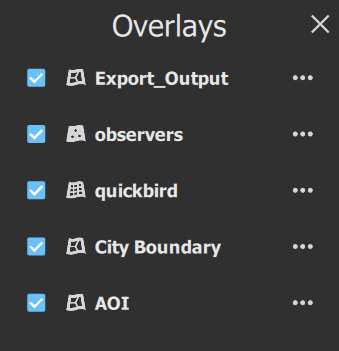 Overlays
Export_Output
observers
quickbird
City Boundary
AOI